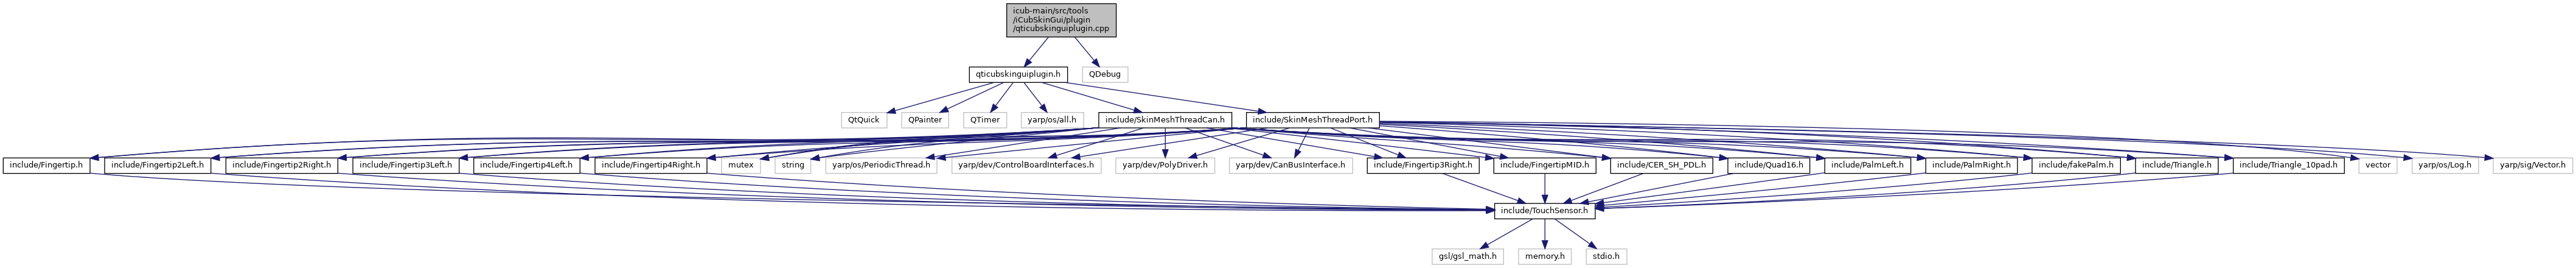 icub-main/src/tools
/iCubSkinGui/plugin
/qticubskinguiplugin.cpp
qticubskinguiplugin.h
QDebug
QtQuick
QPainter
QTimer
yarp/os/all.h
include/SkinMeshThreadCan.h
include/SkinMeshThreadPort.h
include/Fingertip.h
include/Fingertip2Left.h
include/Fingertip2Right.h
include/Fingertip3Left.h
include/Fingertip4Left.h
include/Fingertip4Right.h
mutex
string
yarp/os/PeriodicThread.h
yarp/dev/ControlBoardInterfaces.h
yarp/dev/PolyDriver.h
yarp/dev/CanBusInterface.h
include/Fingertip3Right.h
include/FingertipMID.h
include/CER_SH_PDL.h
include/Quad16.h
include/PalmLeft.h
include/PalmRight.h
include/fakePalm.h
include/Triangle.h
include/Triangle_10pad.h
vector
yarp/os/Log.h
yarp/sig/Vector.h
include/TouchSensor.h
gsl/gsl_math.h
memory.h
stdio.h